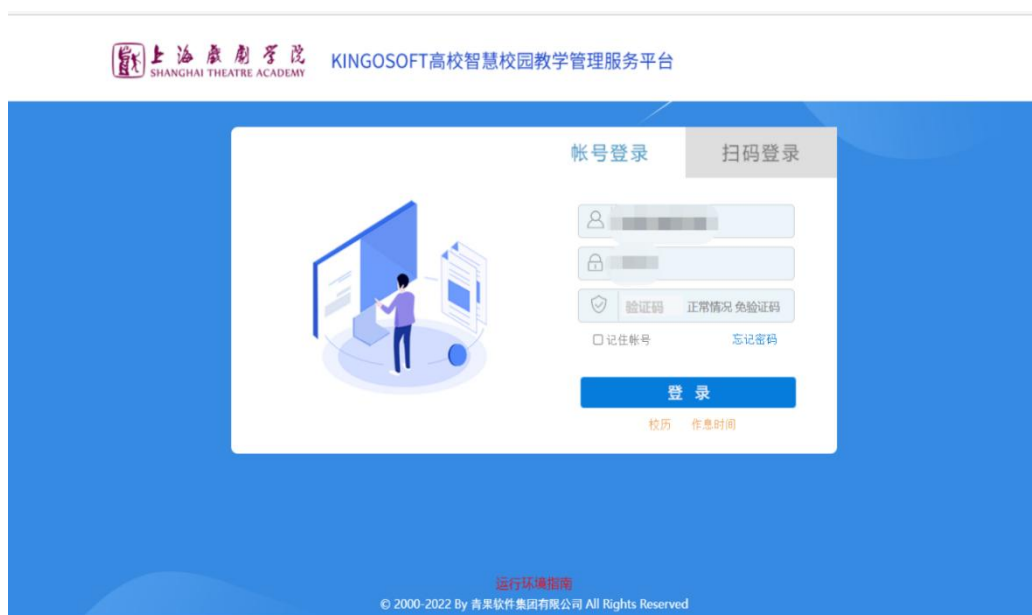 上海戲劇学院
SHANGHAI THEATRE ACADEMY
KINGOSOFT高校智慧校园教学管理服务平台
帐号登录 扫码登录
验证码 正常情况 免验证码
记住帐号 忘记密码
登 录
校历 作息时间
运行环境指南
© 2000-2022 By 青果软件集团有限公司 All Rights Reserved